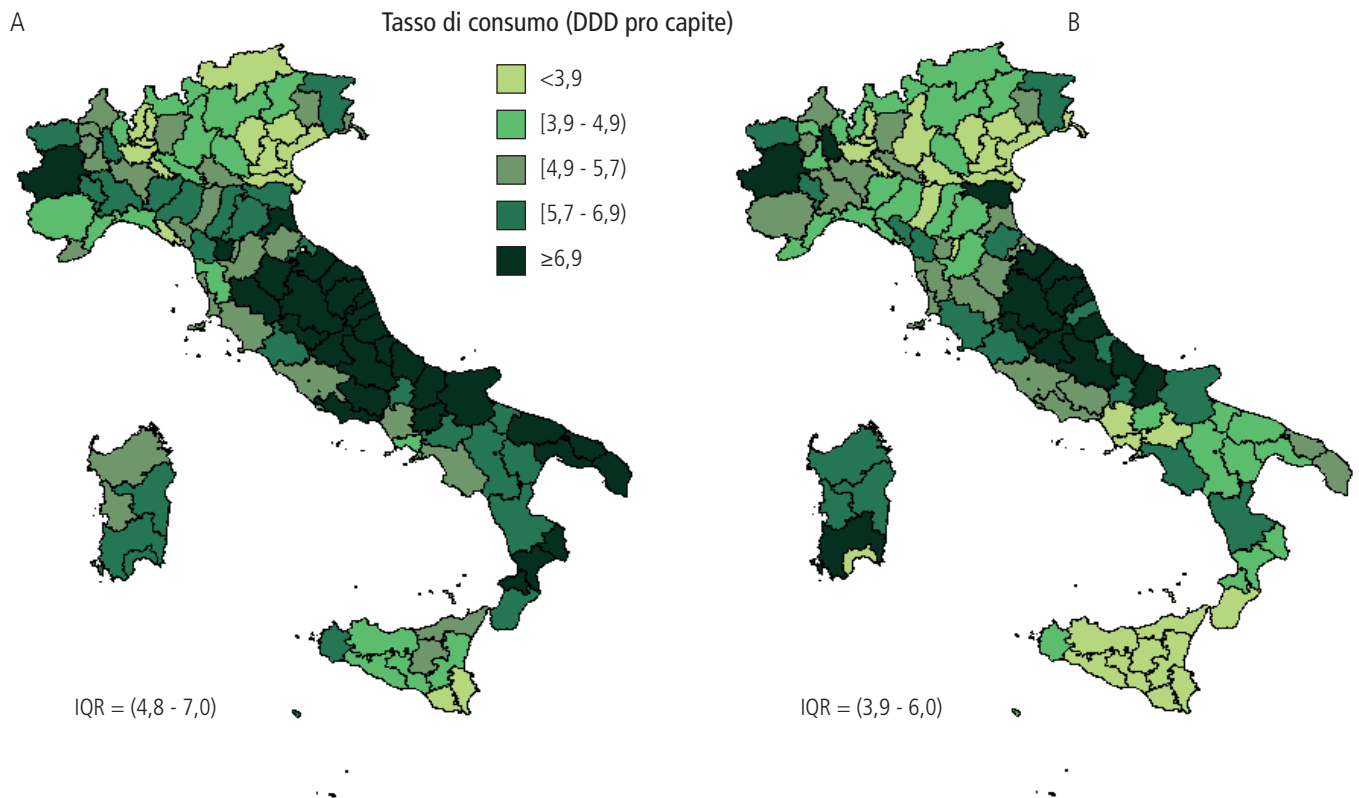 A
Tasso di consumo (DDD pro capite)
B
<3,9
[3,9 - 4,9)
[4,9 - 5,7)
[5,7 - 6,9)
≥6,9
IQR = (4,8 - 7,0)
IQR = (3,9 - 6,0)